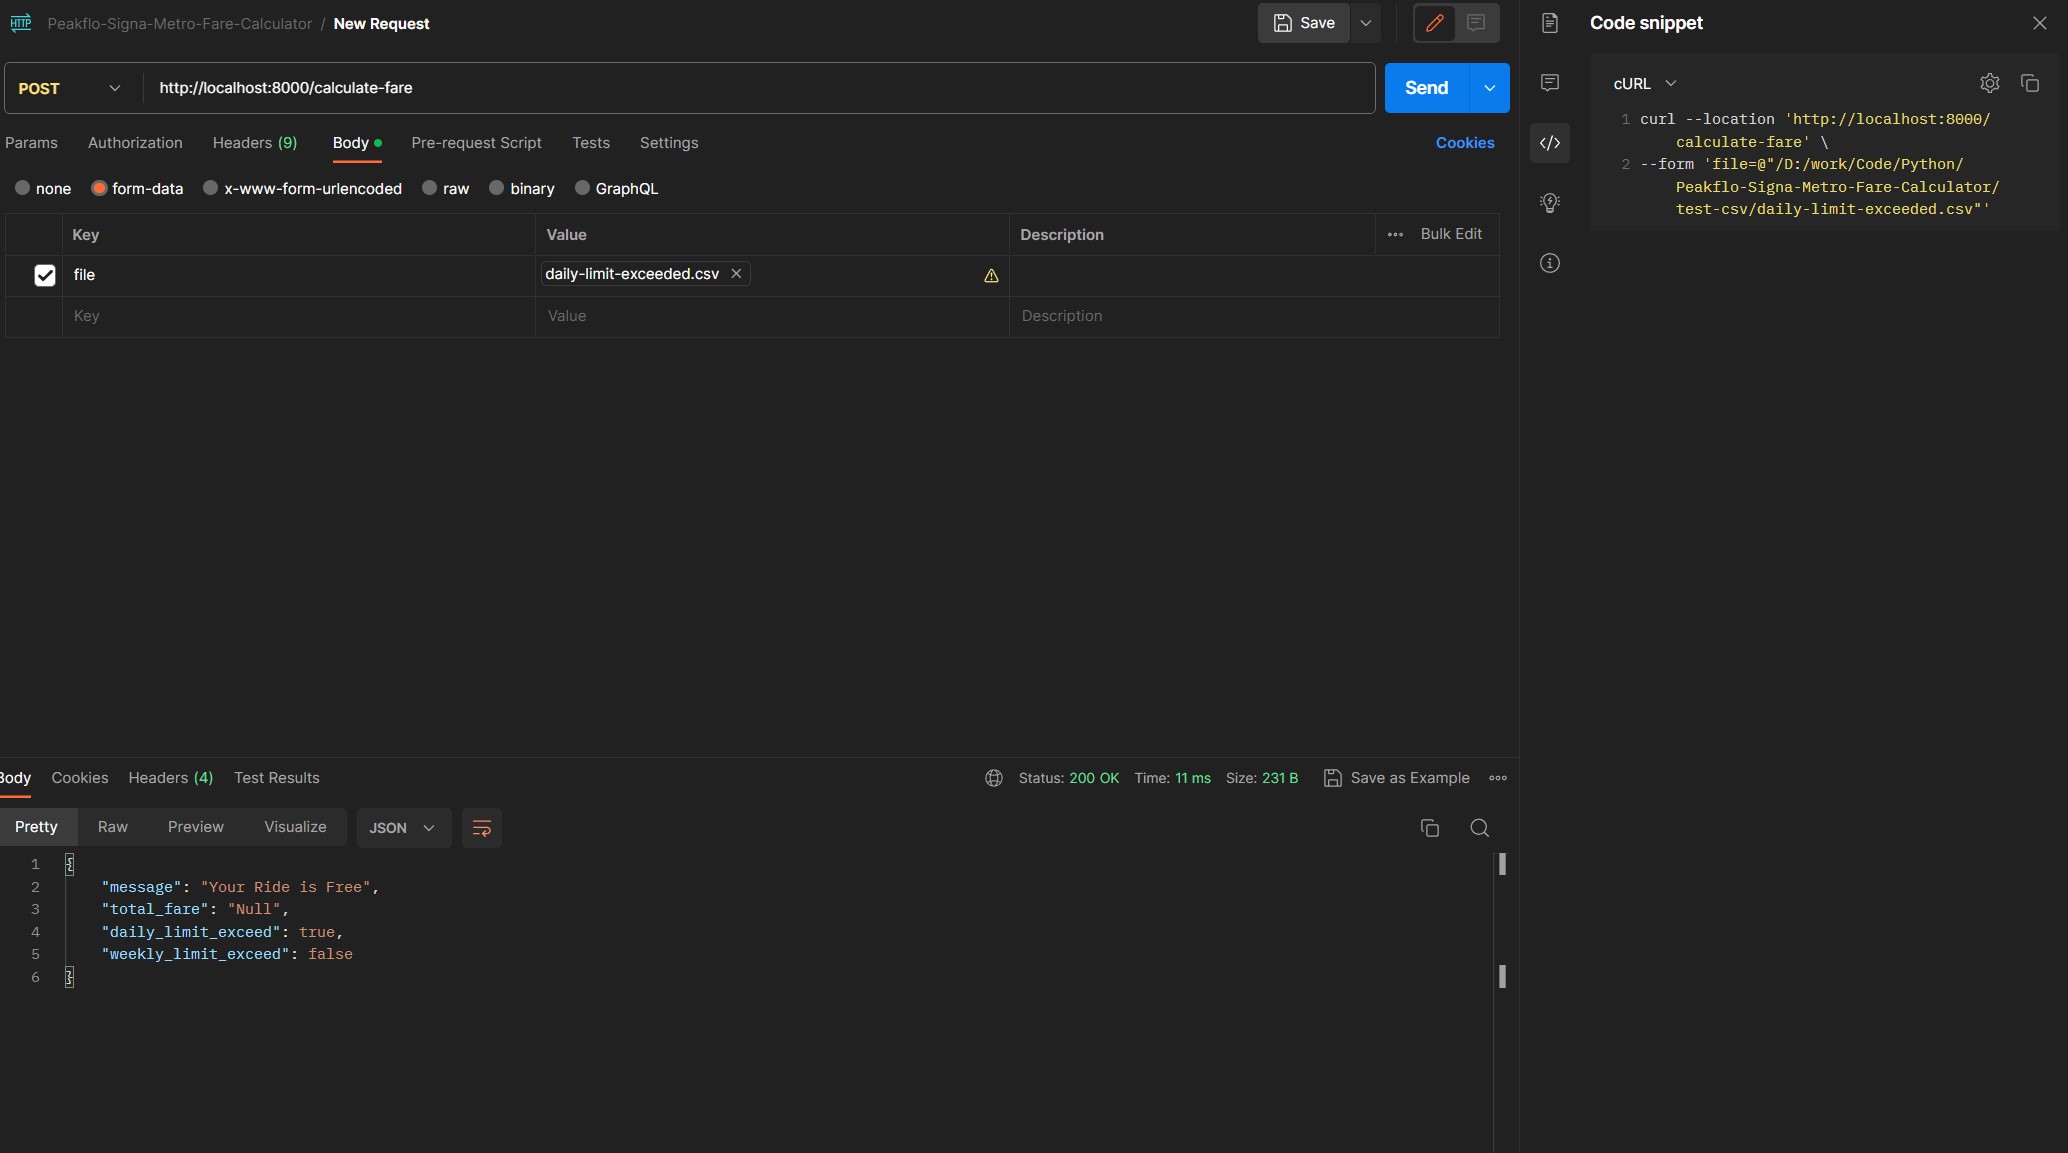 HTTP Peakflo-Signa-Metro-Fare-Calculator / New Request
Save
POST http://localhost:8000/calculate-fare Send
Params Authorization Headers (9) Body Pre-request Script Tests Settings Cookies
none form-data x-www-form-urlencoded raw binary GraphQL
Key Value Description Bulk Edit
file daily-limit-exceeded.csv
Key Value Description
Code snippet
cURL
1 curl --location 'http://localhost:8000/
calculate-fare' \
2 --form 'file=@"/D:/work/Code/Python/
Peakflo-Signa-Metro-Fare-Calculator/
test-csv/daily-limit-exceeded.csv"'
Body Cookies Headers (4) Test Results Status: 200 OK Time: 11 ms Size: 231 B Save as Example
Pretty Raw Preview Visualize JSON
1 {
2 "message": "Your Ride is Free",
3 "total_fare": "Null",
4 "daily_limit_exceed": true,
5 "weekly_limit_exceed": false
6 }